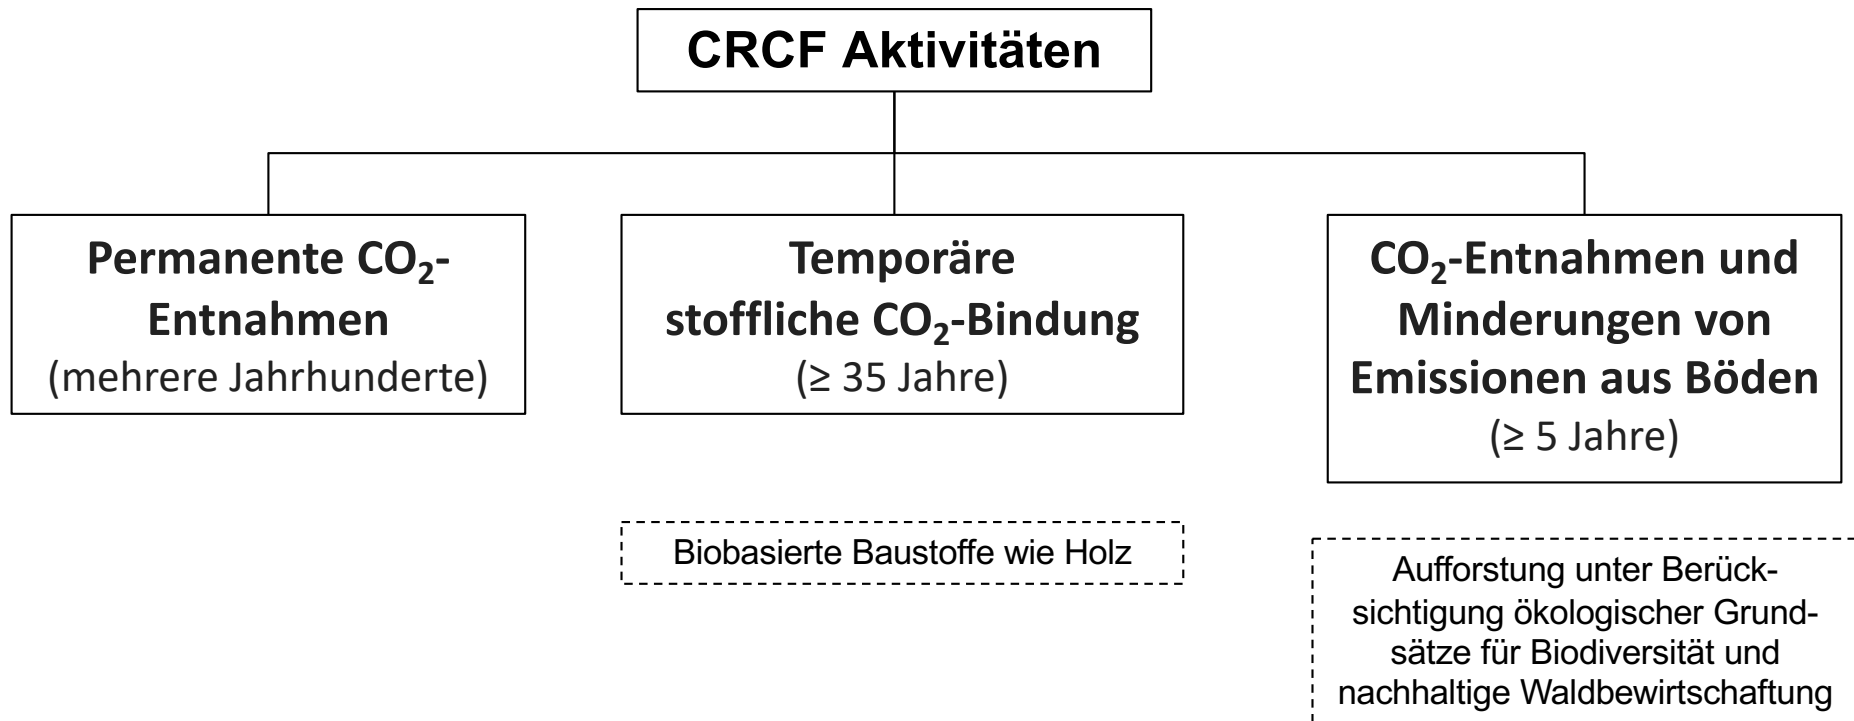 CRCF Aktivitäten
Permanente CO₂-
Entnahmen
(mehrere Jahrhunderte)
Temporäre
stoffliche CO₂-Bindung
(≥ 35 Jahre)
CO₂-Entnahmen und
Minderungen von
Emissionen aus Böden
(≥ 5 Jahre)
Biobasierte Baustoffe wie Holz
Aufforstung unter Berück-
sichtigung ökologischer Grund-
sätze für Biodiversität und
nachhaltige Waldbewirtschaftung